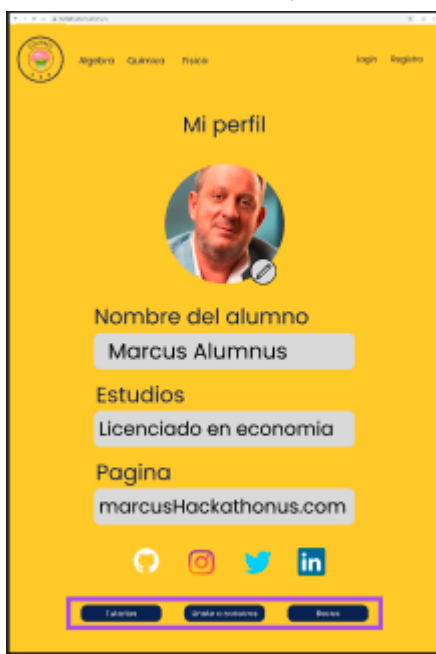 Algebra Quimica Fisica login Registro
Mi perfil
Nombre del alumno
Marcus Alumnus
Estudios
Licenciado en economia
Pagina
marcusHackathonus.com
in
Tutorias Unete a nosotros Becas